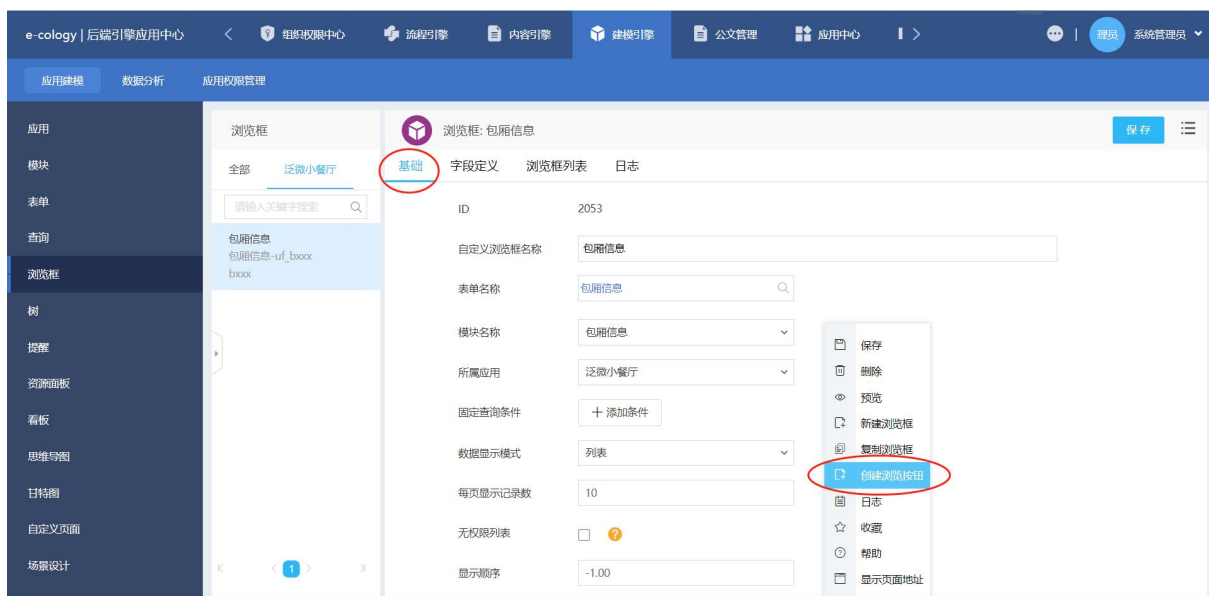 e-cology | 后端引擎应用中心 组织权限中心 流程引擎 内容引擎 建模引擎 公文管理 应用中心 理员 系统管理员
应用建模 数据分析 应用权限管理
应用
模块
表单
查询
浏览框
树
提醒
资源面板
看板
思维导图
甘特图
自定义页面
场景设计
浏览框
全部 泛微小餐厅
请输入关键字搜索
包厢信息
包厢信息-uf_bxxx
bxxx
1
浏览框: 包厢信息 保存
基础 字段定义 浏览框列表 日志
ID 2053
自定义浏览框名称 包厢信息
表单名称 包厢信息
模块名称 包厢信息
所属应用 泛微小餐厅
固定查询条件 + 添加条件
数据显示模式 列表
每页显示记录数 10
无权限列表 ?
显示顺序 -1.00
保存
删除
预览
新建浏览框
复制浏览框
创建浏览按钮
日志
收藏
帮助
显示页面地址